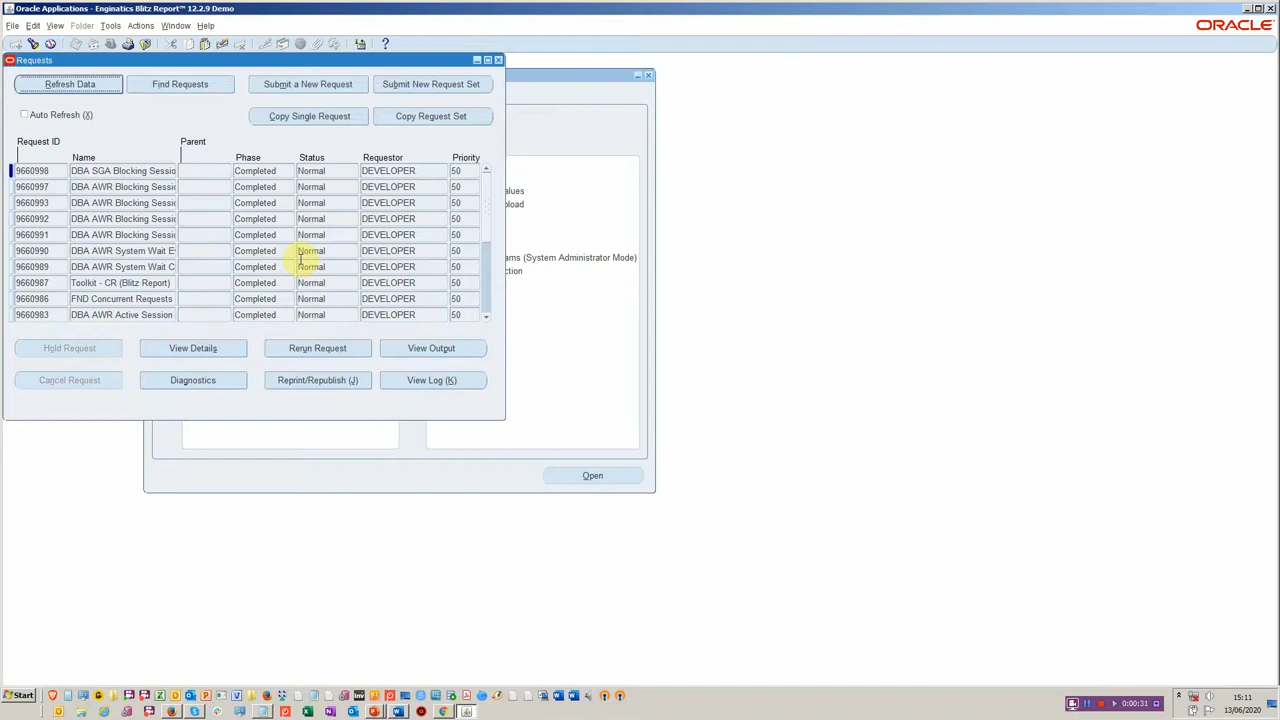 Oracle Applications - Enginatics Blitz Report™ 12.2.9 Demo
File Edit View Folder Tools Actions Window Help
ORACLE
Requests
Refresh Data Find Requests Submit a New Request Submit New Request Set
Auto Refresh (X) Copy Single Request Copy Request Set
Request ID Parent
Name Phase Status Requestor Priority
9660998 DBA SGA Blocking Sessio Completed Normal DEVELOPER 50
9660997 DBA AWR Blocking Sessio Completed Normal DEVELOPER 50
alues
9660993 DBA AWR Blocking Sessio Completed Normal DEVELOPER 50
pload
9660992 DBA AWR Blocking Sessio Completed Normal DEVELOPER 50
9660991 DBA AWR Blocking Sessio Completed Normal DEVELOPER 50
9660990 DBA AWR System Wait E Completed Normal DEVELOPER 50
ams (System Administrator Mode)
9660989 DBA AWR System Wait C Completed Normal DEVELOPER 50
ction
9660987 Toolkit - CR (Blitz Report) Completed Normal DEVELOPER 50
9660986 FND Concurrent Requests Completed Normal DEVELOPER 50
9660983 DBA AWR Active Session Completed Normal DEVELOPER 50
Hold Request View Details Rerun Request View Output
Cancel Request Diagnostics Reprint/Republish (J) View Log (K)
Open
Start
15:11
0:00:31
13/06/2020